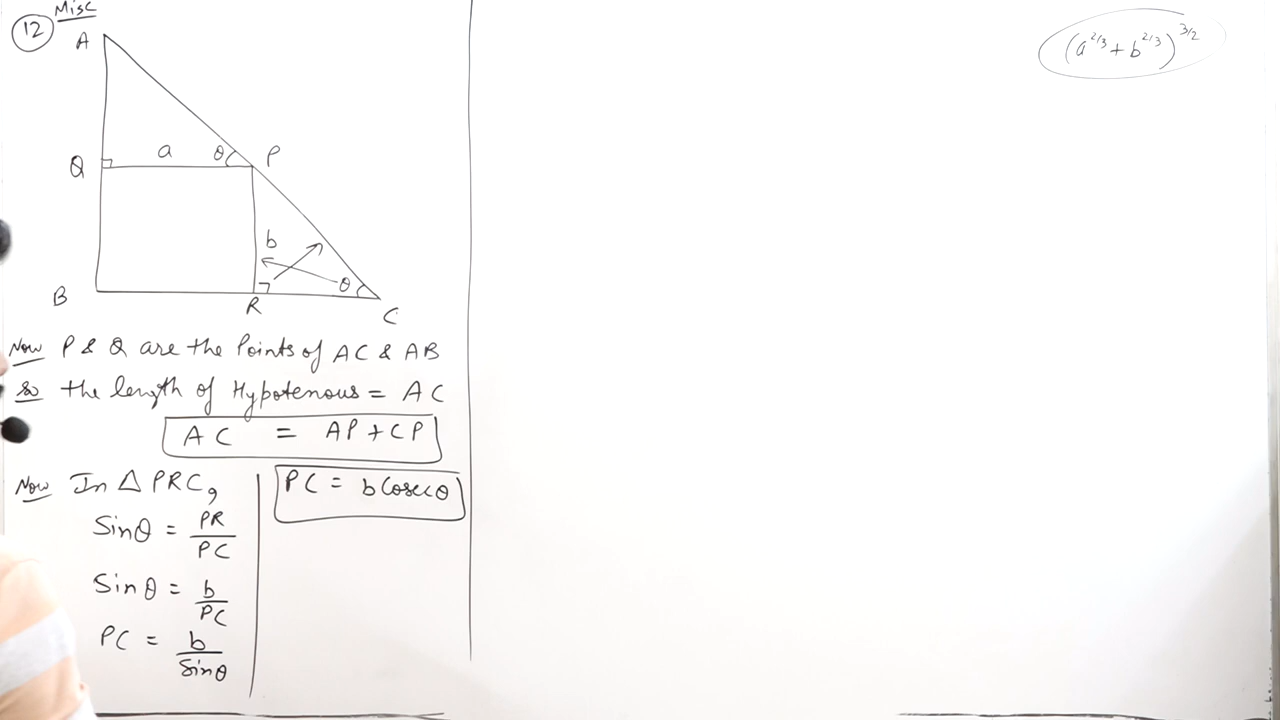 Misc
12
A
Q a θ P
b
θ
B R C
Now P & Q are the Points of AC & AB
so the length of Hypotenous = AC
AC = AP + CP
Now In △ PRC,
Sinθ = PR/PC
Sinθ = b/PC
PC = b/Sinθ
PC = b Cosecθ
(a^2/3 + b^2/3)^3/2